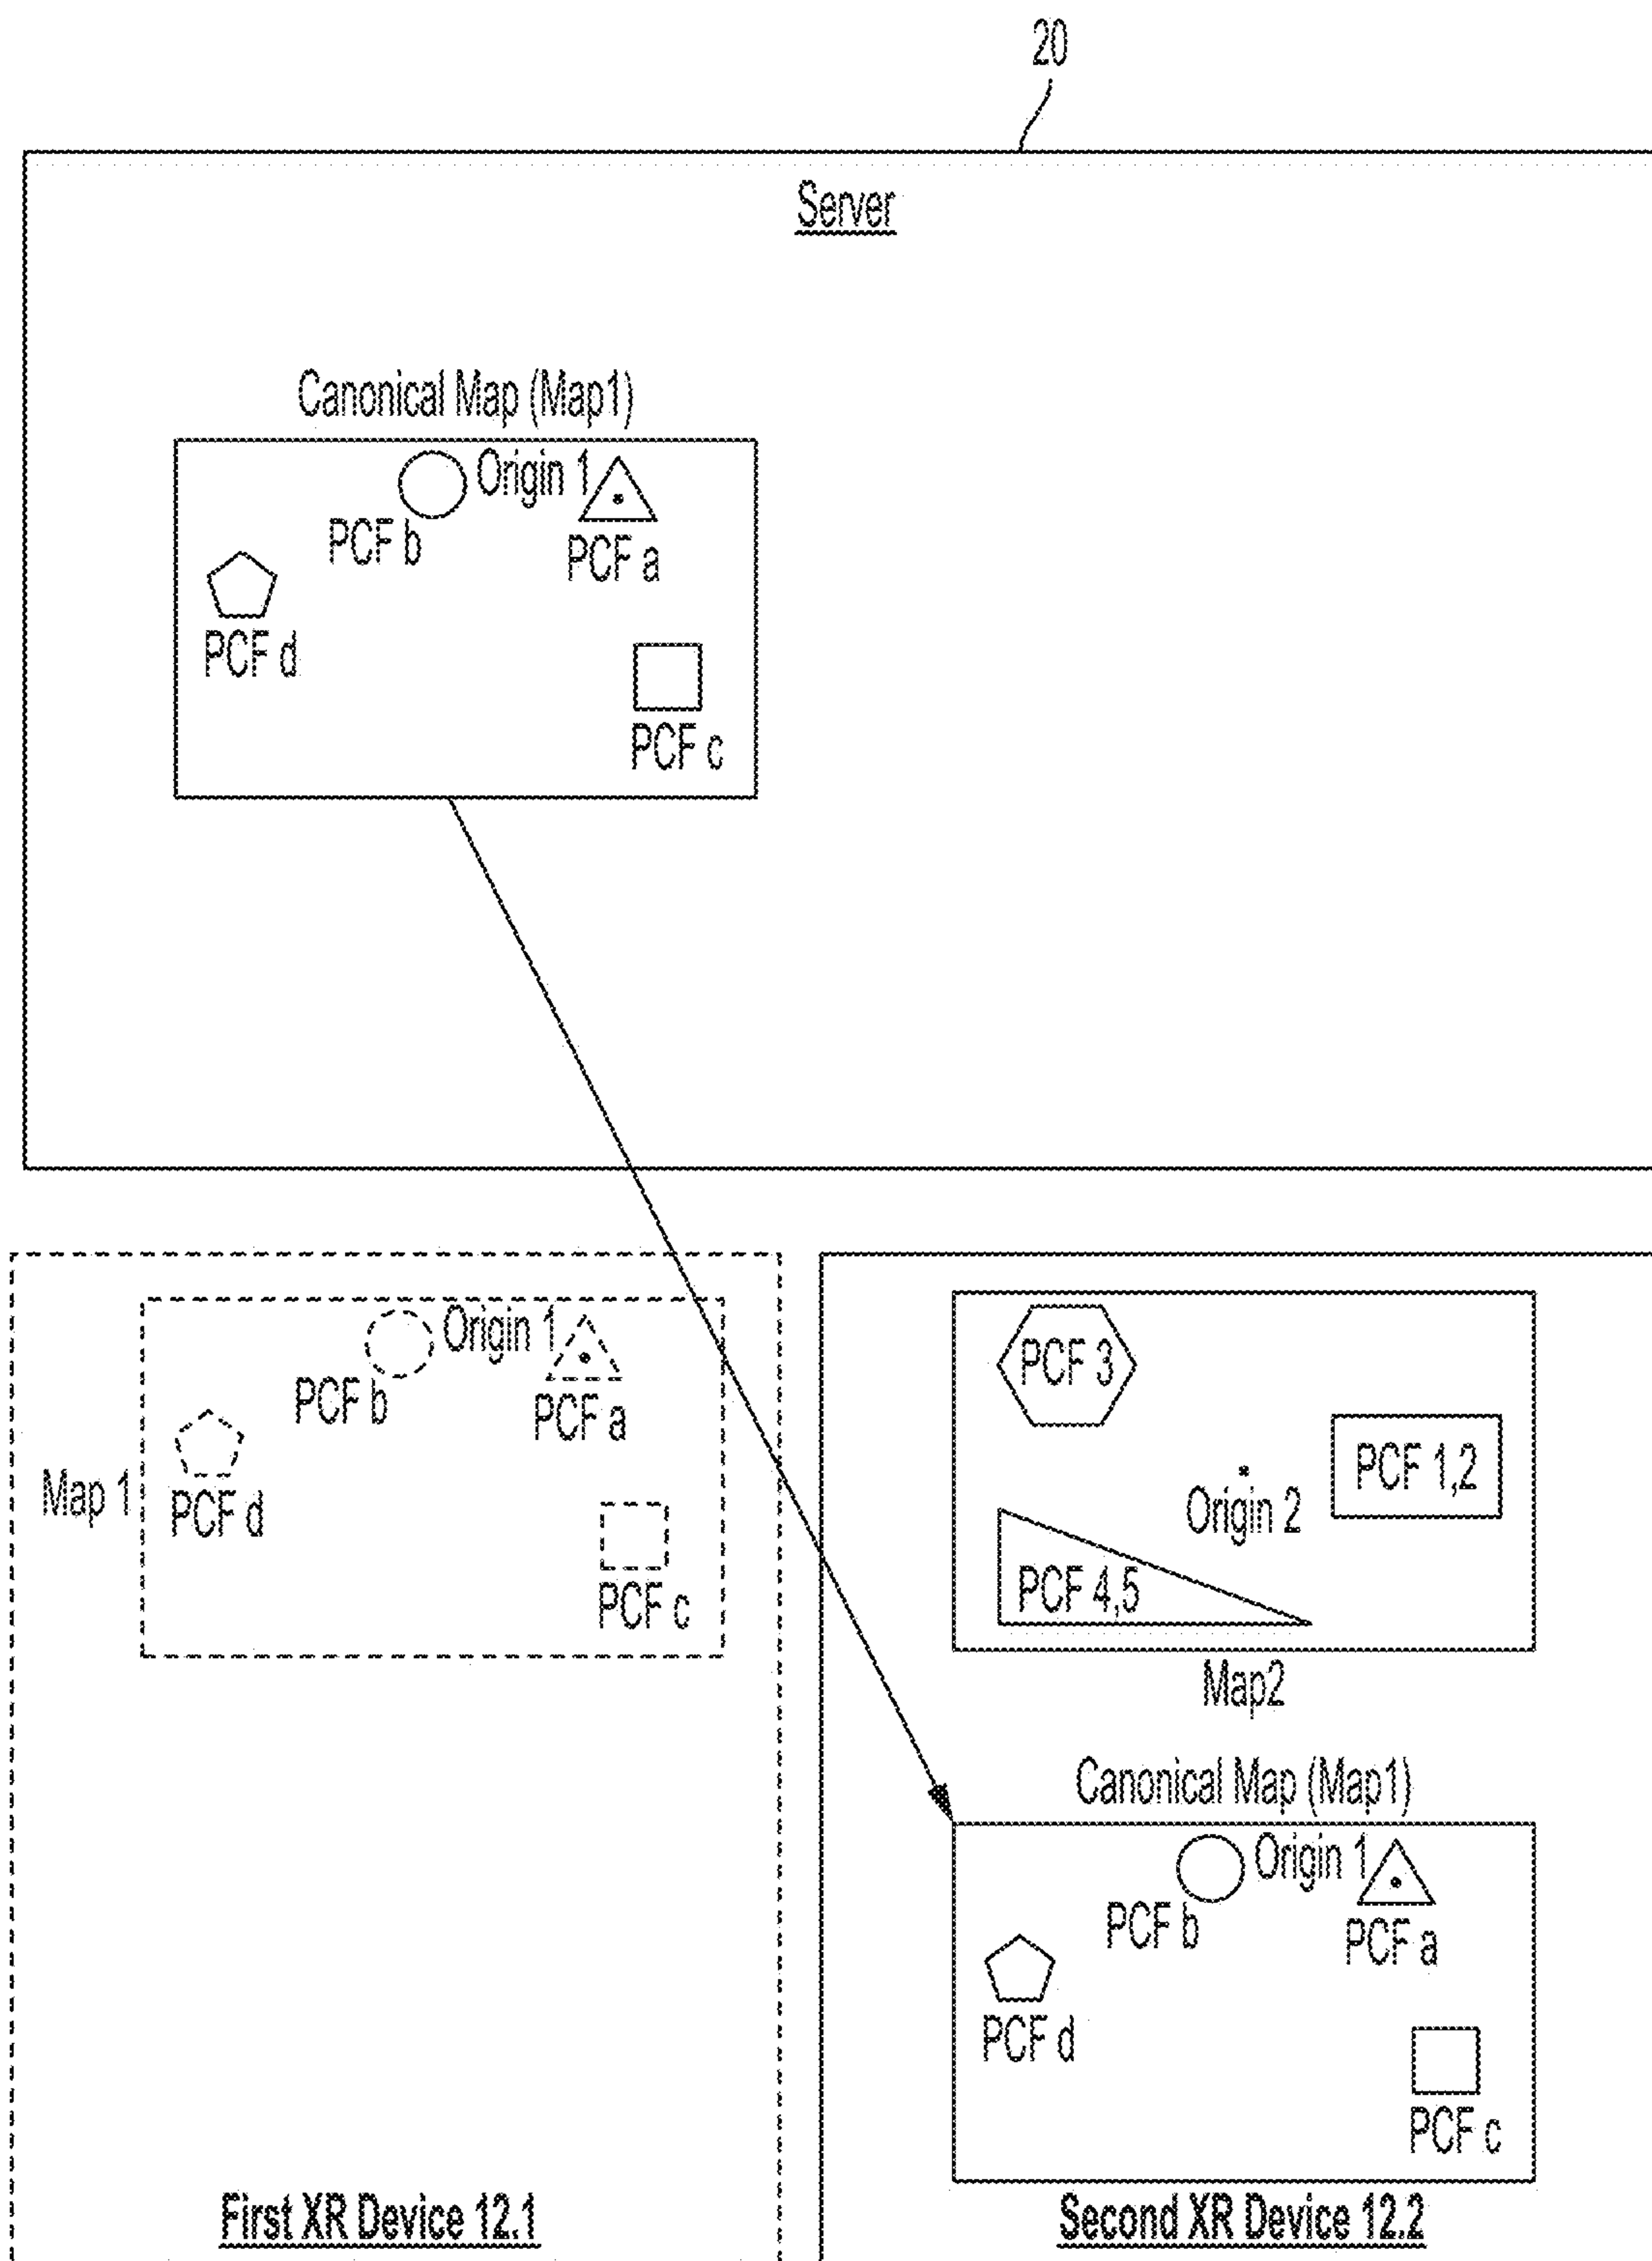 20
Server
Canonical Map (Map1)
Origin 1
PCF b
PCF a
PCF d
PCF c
Origin 1
PCF b
PCF a
Map 1
PCF d
PCF c
First XR Device 12.1
PCF 3
PCF 1,2
Origin 2
PCF 4,5
Map2
Canonical Map (Map1)
Origin 1
PCF b
PCF a
PCF d
PCF c
Second XR Device 12.2